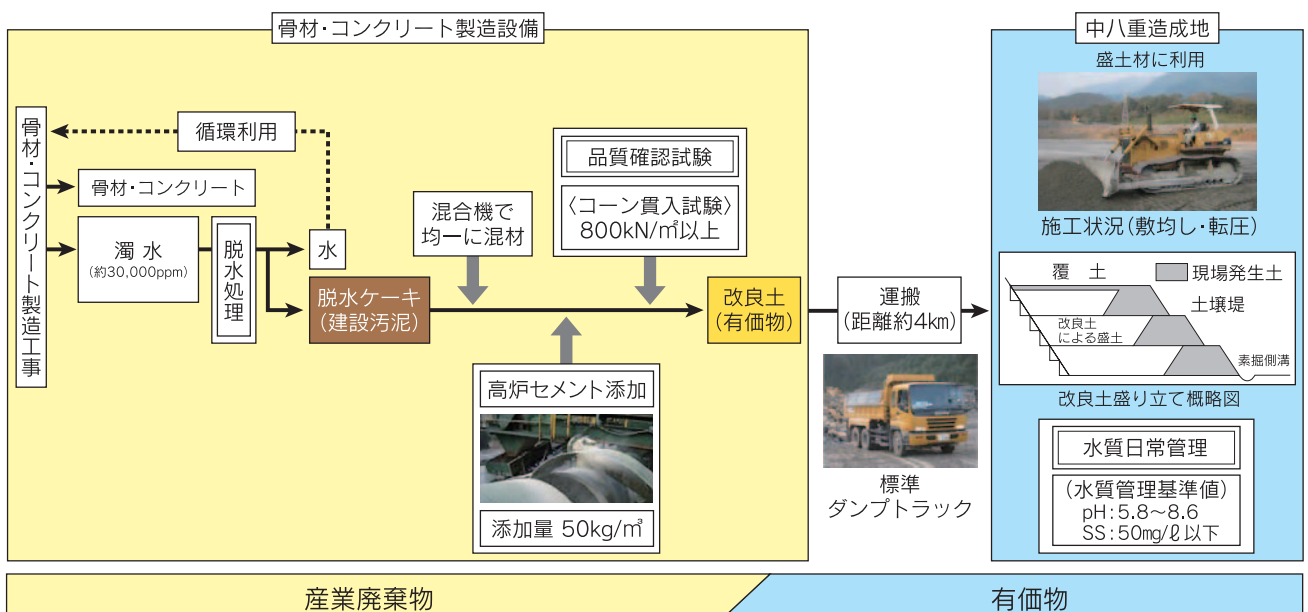 骨材・コンクリート製造設備
骨材・コンクリート製造工事
循環利用
骨材・コンクリート
濁水
(約30,000ppm)
脱水処理
水
脱水ケーキ
(建設汚泥)
混合機で
均一に混材
品質確認試験
〈コーン貫入試験〉
800kN/㎡以上
高炉セメント添加
添加量 50kg/㎥
改良土
(有価物)
運搬
(距離約4km)
標準
ダンプトラック
中八重造成地
盛土材に利用
施工状況(敷均し・転圧)
覆土
現場発生土
土壌堤
改良土
による盛土
素掘側溝
改良土盛り立て概略図
水質日常管理
(水質管理基準値)
pH:5.8~8.6
SS:50mg/ℓ以下
産業廃棄物
有価物